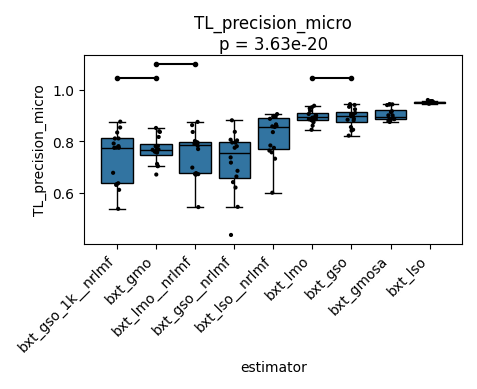 TL_precision_micro
p = 3.63e-20
TL_precision_micro
1.0
0.8
0.6
bxt_gso_1k__nrlmf
bxt_gmo
bxt_lmo__nrlmf
bxt_gso__nrlmf
bxt_lso__nrlmf
bxt_lmo
bxt_gso
bxt_gmosa
bxt_lso
estimator